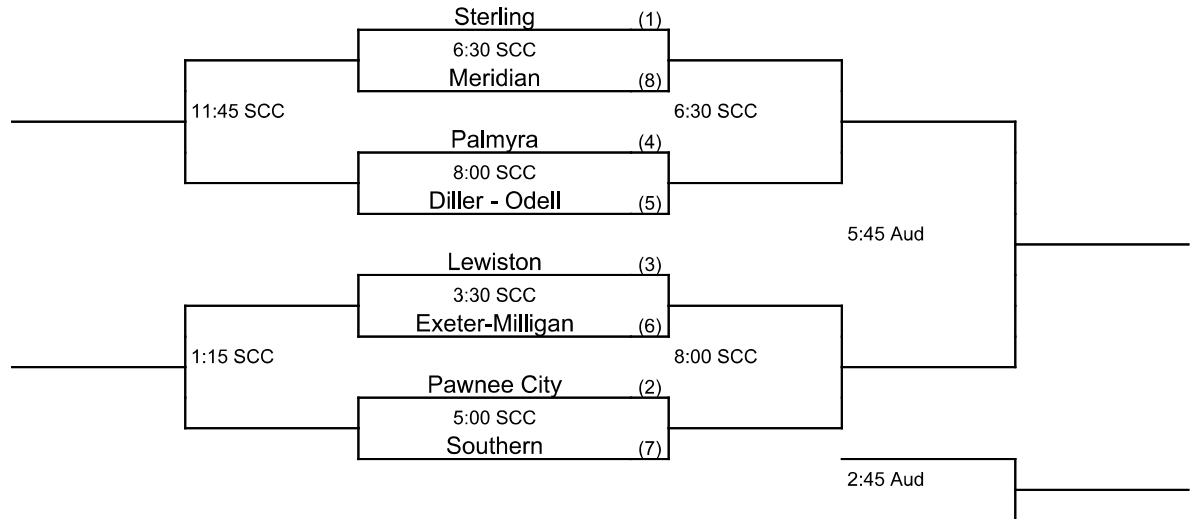 Sterling (1)
6:30 SCC
Meridian (8)
11:45 SCC
6:30 SCC
Palmyra (4)
8:00 SCC
Diller - Odell (5)
5:45 Aud
Lewiston (3)
3:30 SCC
Exeter-Milligan (6)
1:15 SCC
8:00 SCC
Pawnee City (2)
5:00 SCC
Southern (7)
2:45 Aud